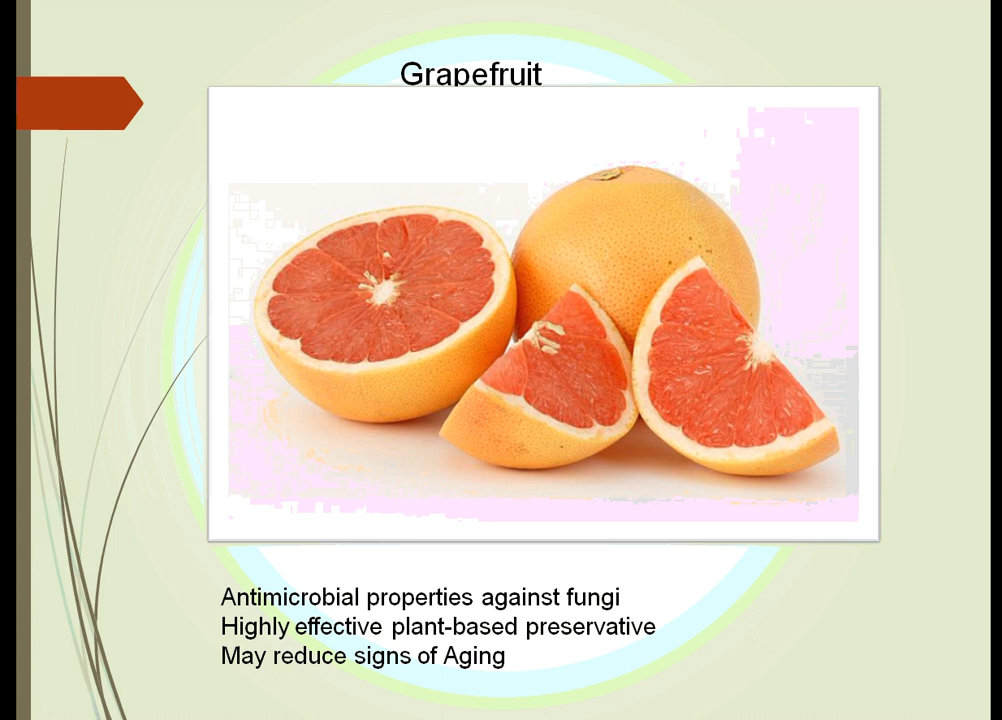 Grapefruit
Antimicrobial properties against fungi
Highly effective plant-based preservative
May reduce signs of Aging